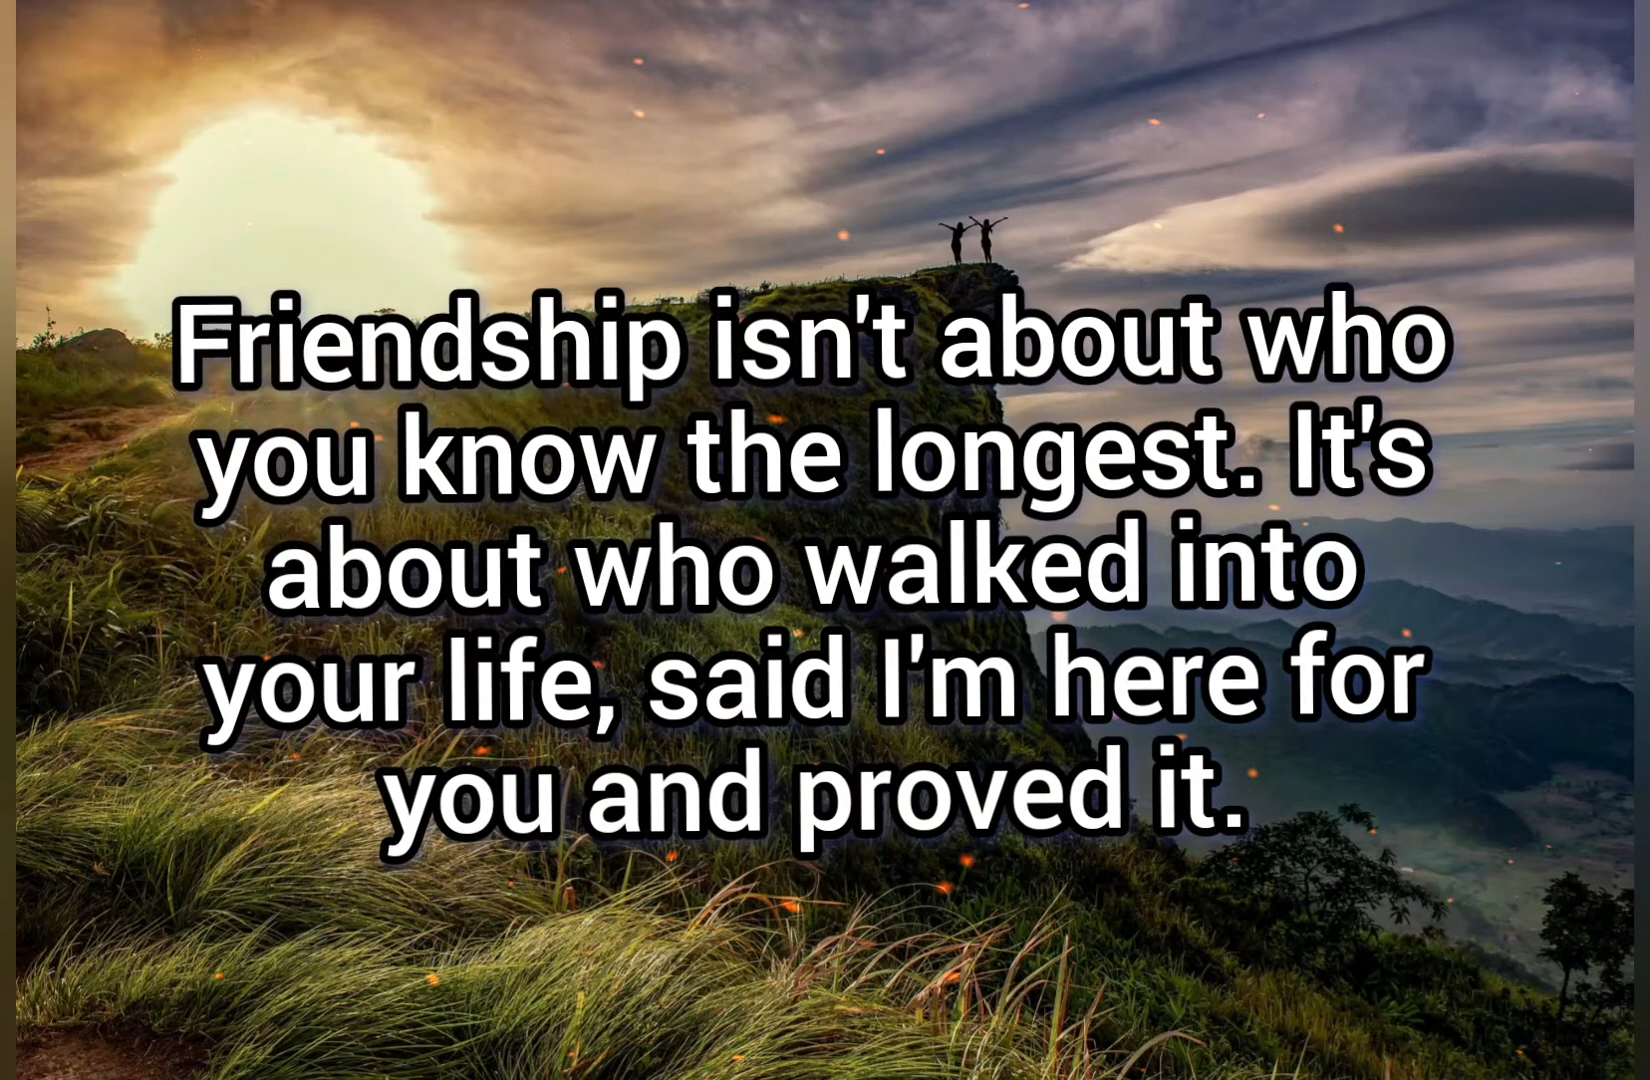 Friendship isn't about who
you know the longest. It's
about who walked into
your life, said I'm here for
you and proved it.